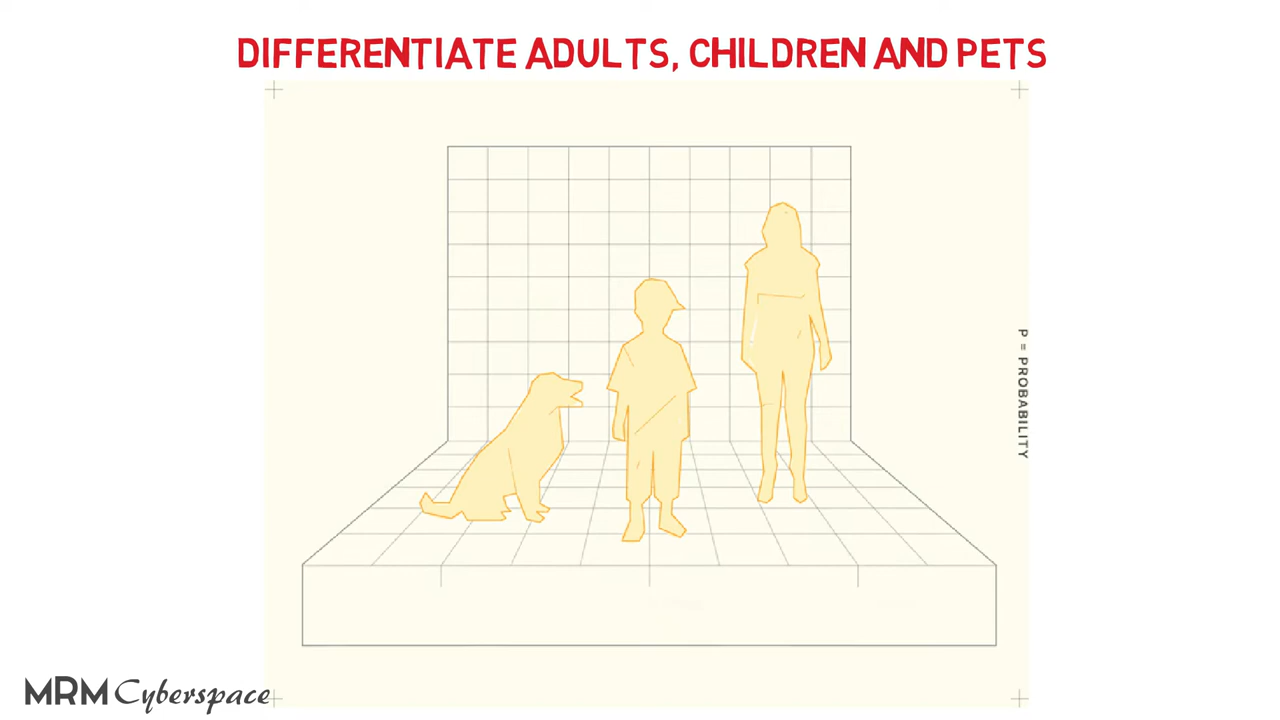 DIFFERENTIATE ADULTS, CHILDREN AND PETS
P = PROBABILITY
MRM Cyberspace